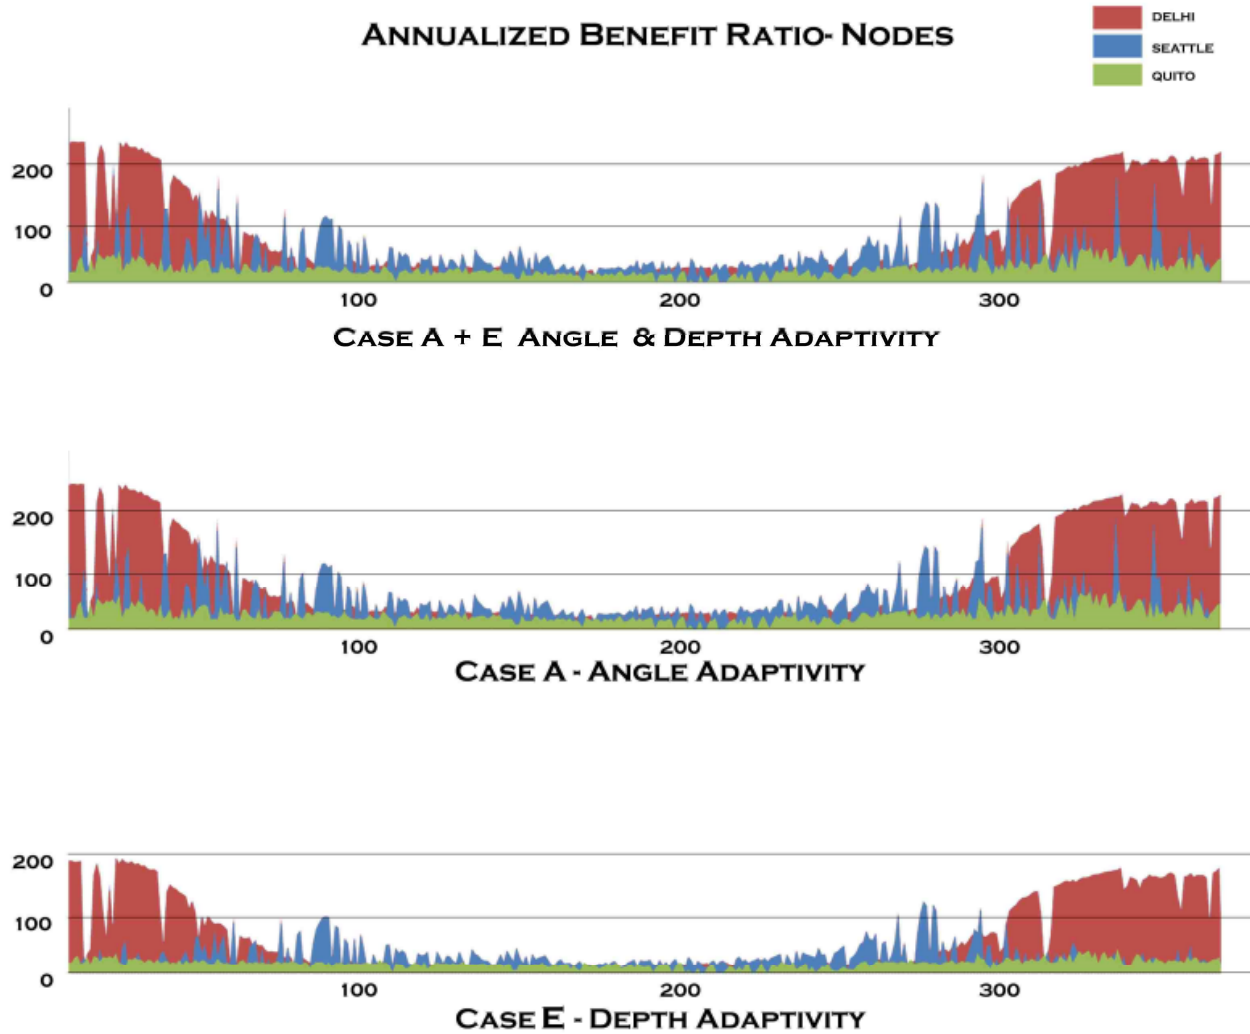 ANNUALIZED BENEFIT RATIO- NODES
DELHI
SEATTLE
QUITO
200
100
0
100 200 300
CASE A + E ANGLE & DEPTH ADAPTIVITY
200
100
0
100 200 300
CASE A - ANGLE ADAPTIVITY
200
100
0
100 200 300
CASE E - DEPTH ADAPTIVITY